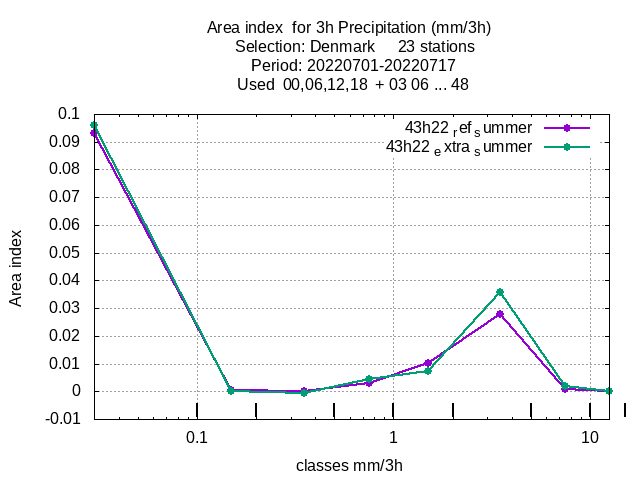 Area index  for 3h Precipitation (mm/3h)
Selection: Denmark     23 stations
Period: 20220701-20220717
Used  00,06,12,18  + 03 06 ... 48
0.1
0.09
0.08
0.07
0.06
0.05
0.04
0.03
0.02
0.01
0
-0.01
Area index
43h22 ref summer
43h22 extra summer
0.1
1
10
classes mm/3h